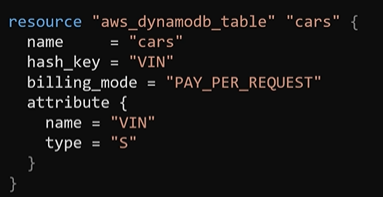 resource "aws_dynamodb_table" "cars" {
  name     = "cars"
  hash_key = "VIN"
  billing_mode = "PAY_PER_REQUEST"
  attribute {
    name = "VIN"
    type = "S"
  }
}